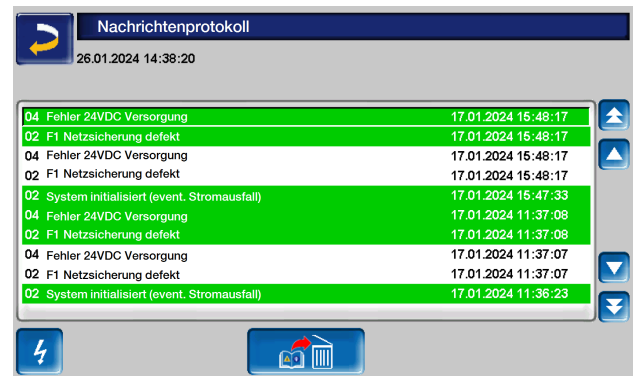 Nachrichtenprotokoll
26.01.2024 14:38:20
04 Fehler 24VDC Versorgung 17.01.2024 15:48:17
02 F1 Netzsicherung defekt 17.01.2024 15:48:17
04 Fehler 24VDC Versorgung 17.01.2024 15:48:17
02 F1 Netzsicherung defekt 17.01.2024 15:48:17
02 System initialisiert (event. Stromausfall) 17.01.2024 15:47:33
04 Fehler 24VDC Versorgung 17.01.2024 11:37:08
02 F1 Netzsicherung defekt 17.01.2024 11:37:08
04 Fehler 24VDC Versorgung 17.01.2024 11:37:07
02 F1 Netzsicherung defekt 17.01.2024 11:37:07
02 System initialisiert (event. Stromausfall) 17.01.2024 11:36:23